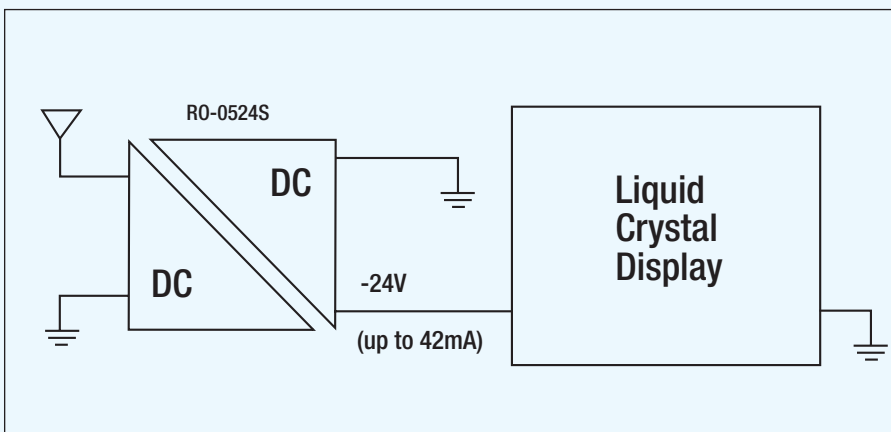 RO-0524S
DC
DC
-24V
(up to 42mA)
Liquid
Crystal
Display